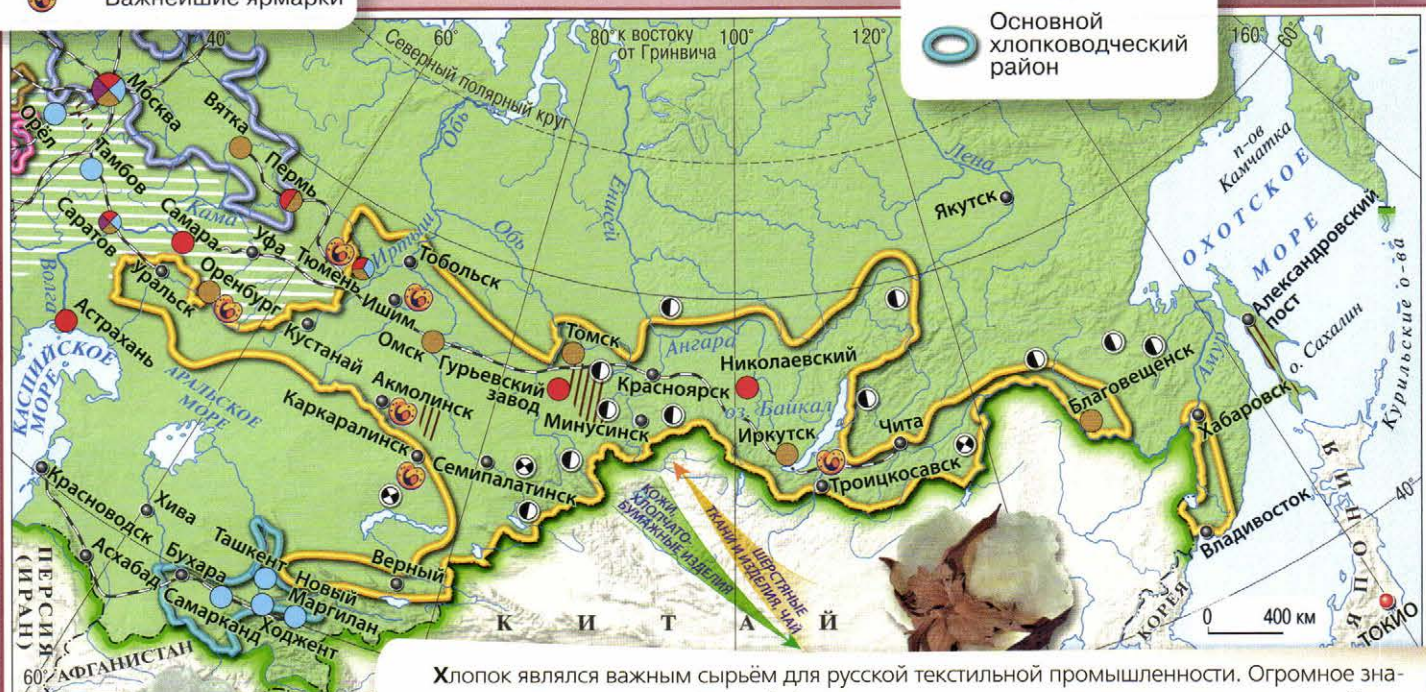 Важнейшие ярмарки
Основной
хлопководческий
район
40°
60°
80° к востоку
от Гринвича
100°
120°
160°
60°
Северный полярный круг
Москва
Орёл
Вятка
Тамбов
Пермь
Саратов
Самара
Кама
Уфа
Волга
Уральск
Оренбург
Тюмень
Иртыш
Тобольск
Обь
Обь
Енисей
Лена
Якутск
п-ов
Камчатка
ОХОТСКОЕ
МОРЕ
Александровский
пост
о. Сахалин
Курильские о-ва
Астрахань
КАСПИЙСКОЕ
МОРЕ
АРАЛЬСКОЕ
МОРЕ
Кустанай
Ишим
Омск
Томск
Ангара
Николаевский
Гурьевский
завод
Красноярск
оз. Байкал
Минусинск
Иркутск
Чита
Благовещенск
Амур
Хабаровск
Акмолинск
Каркаралинск
Семипалатинск
Троицкосавск
Владивосток
Красноводск
Хива
Ташкент
Верный
Асхабад
Бухара
Новый
Маргилан
Самарканд
Ходжент
ПЕРСИЯ
(ИРАН)
АФГАНИСТАН
60°
КОЖИ,
ХЛОПЧАТО-
БУМАЖНЫЕ ИЗДЕЛИЯ
ШЕРСТЯНЫЕ
ТКАНИ И ИЗДЕЛИЯ, ЧАЙ
КИТАЙ
КОРЕЯ
ЯПОНИЯ
40°
ТОКИО
0 400 км
Хлопок являлся важным сырьём для русской текстильной промышленности. Огромное зна-